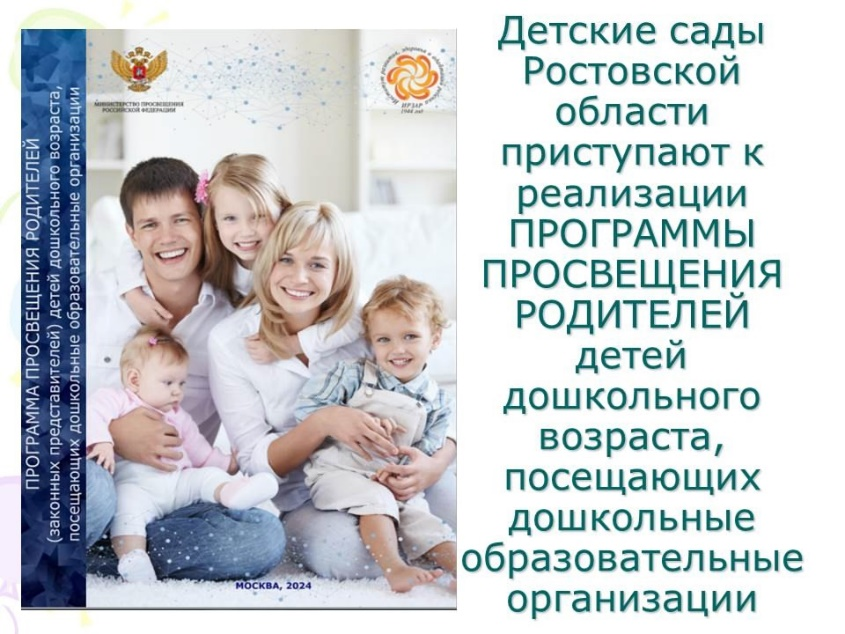 ПРОГРАММА ПРОСВЕЩЕНИЯ РОДИТЕЛЕЙ
(законных представителей) детей дошкольного возраста,
посещающих дошкольные образовательные организации
МИНИСТЕРСТВО ПРОСВЕЩЕНИЯ
РОССИЙСКОЙ ФЕДЕРАЦИИ
ИРЗАР
МОСКВА, 2024
Детские сады
Ростовской
области
приступают к
реализации
ПРОГРАММЫ
ПРОСВЕЩЕНИЯ
РОДИТЕЛЕЙ
детей
дошкольного
возраста,
посещающих
дошкольные
образовательные
организации